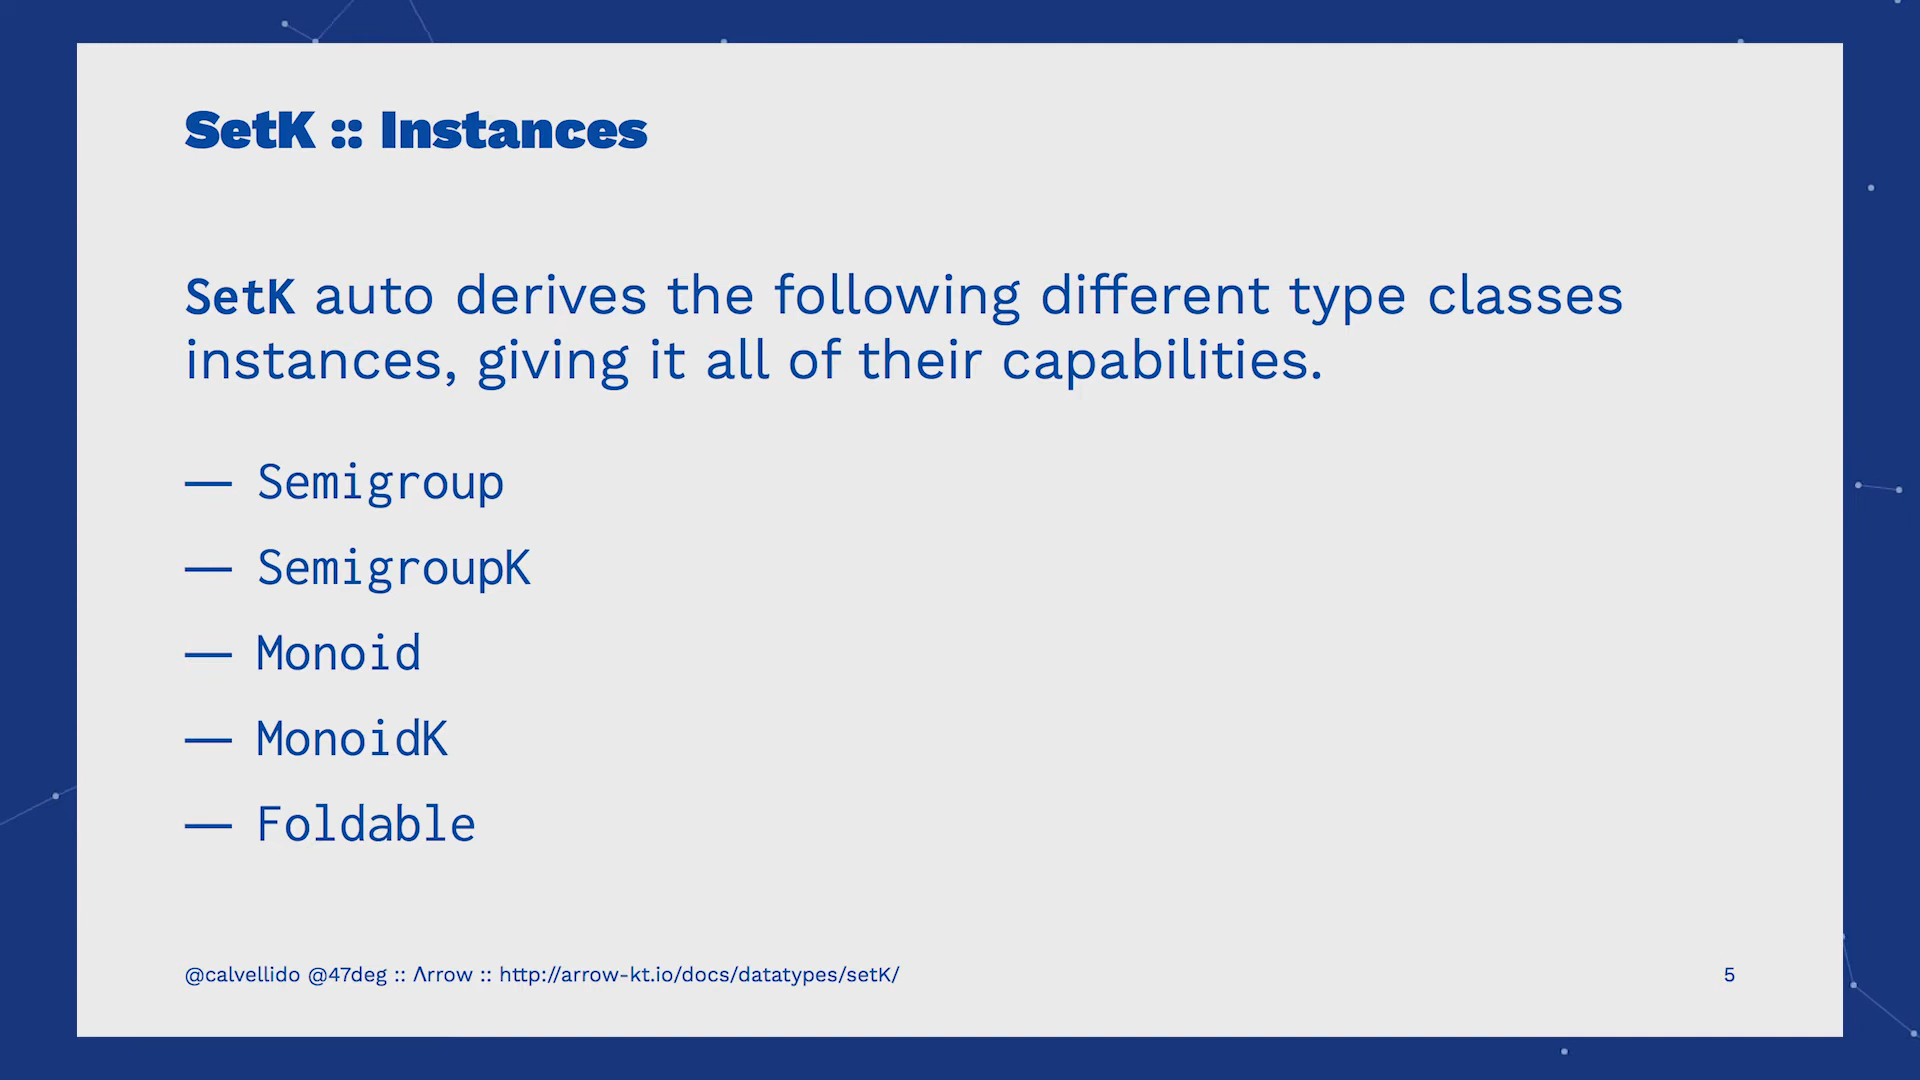 SetK :: Instances
SetK auto derives the following different type classes
instances, giving it all of their capabilities.
— Semigroup
— SemigroupK
— Monoid
— MonoidK
— Foldable
@calvellido @47deg :: Λrrow :: http://arrow-kt.io/docs/datatypes/setK/
5